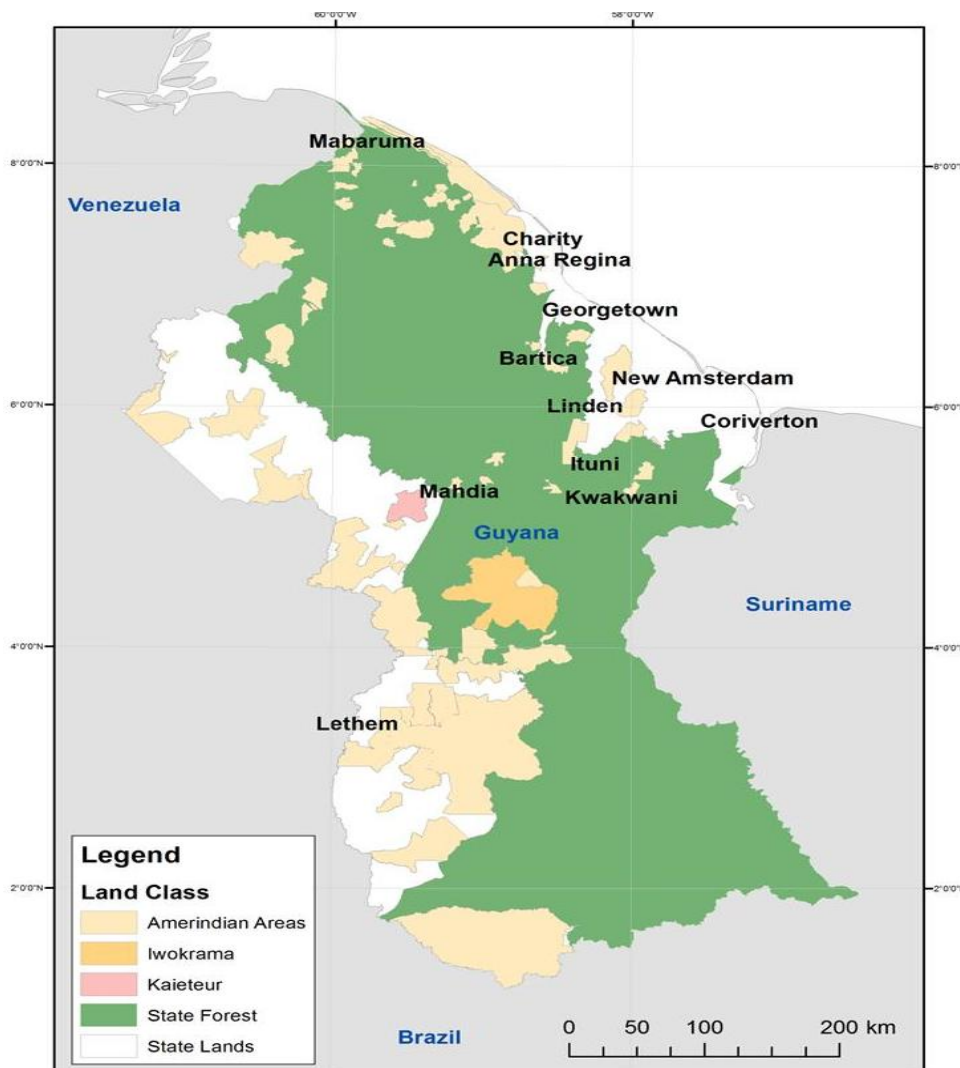 60°0'0"W
58°0'0"W
Mabaruma
8°0'0"N
8°0'0"N
Venezuela
Charity
Anna Regina
Georgetown
Bartica
New Amsterdam
6°0'0"N
Linden
6°0'0"N
Coriverton
Ituni
Mahdia
Kwakwani
Guyana
Suriname
4°0'0"N
4°0'0"N
Lethem
Legend
Land Class
2°0'0"N
2°0'0"N
Amerindian Areas
Iwokrama
Kaieteur
State Forest
State Lands
Brazil
0 50 100 200 km